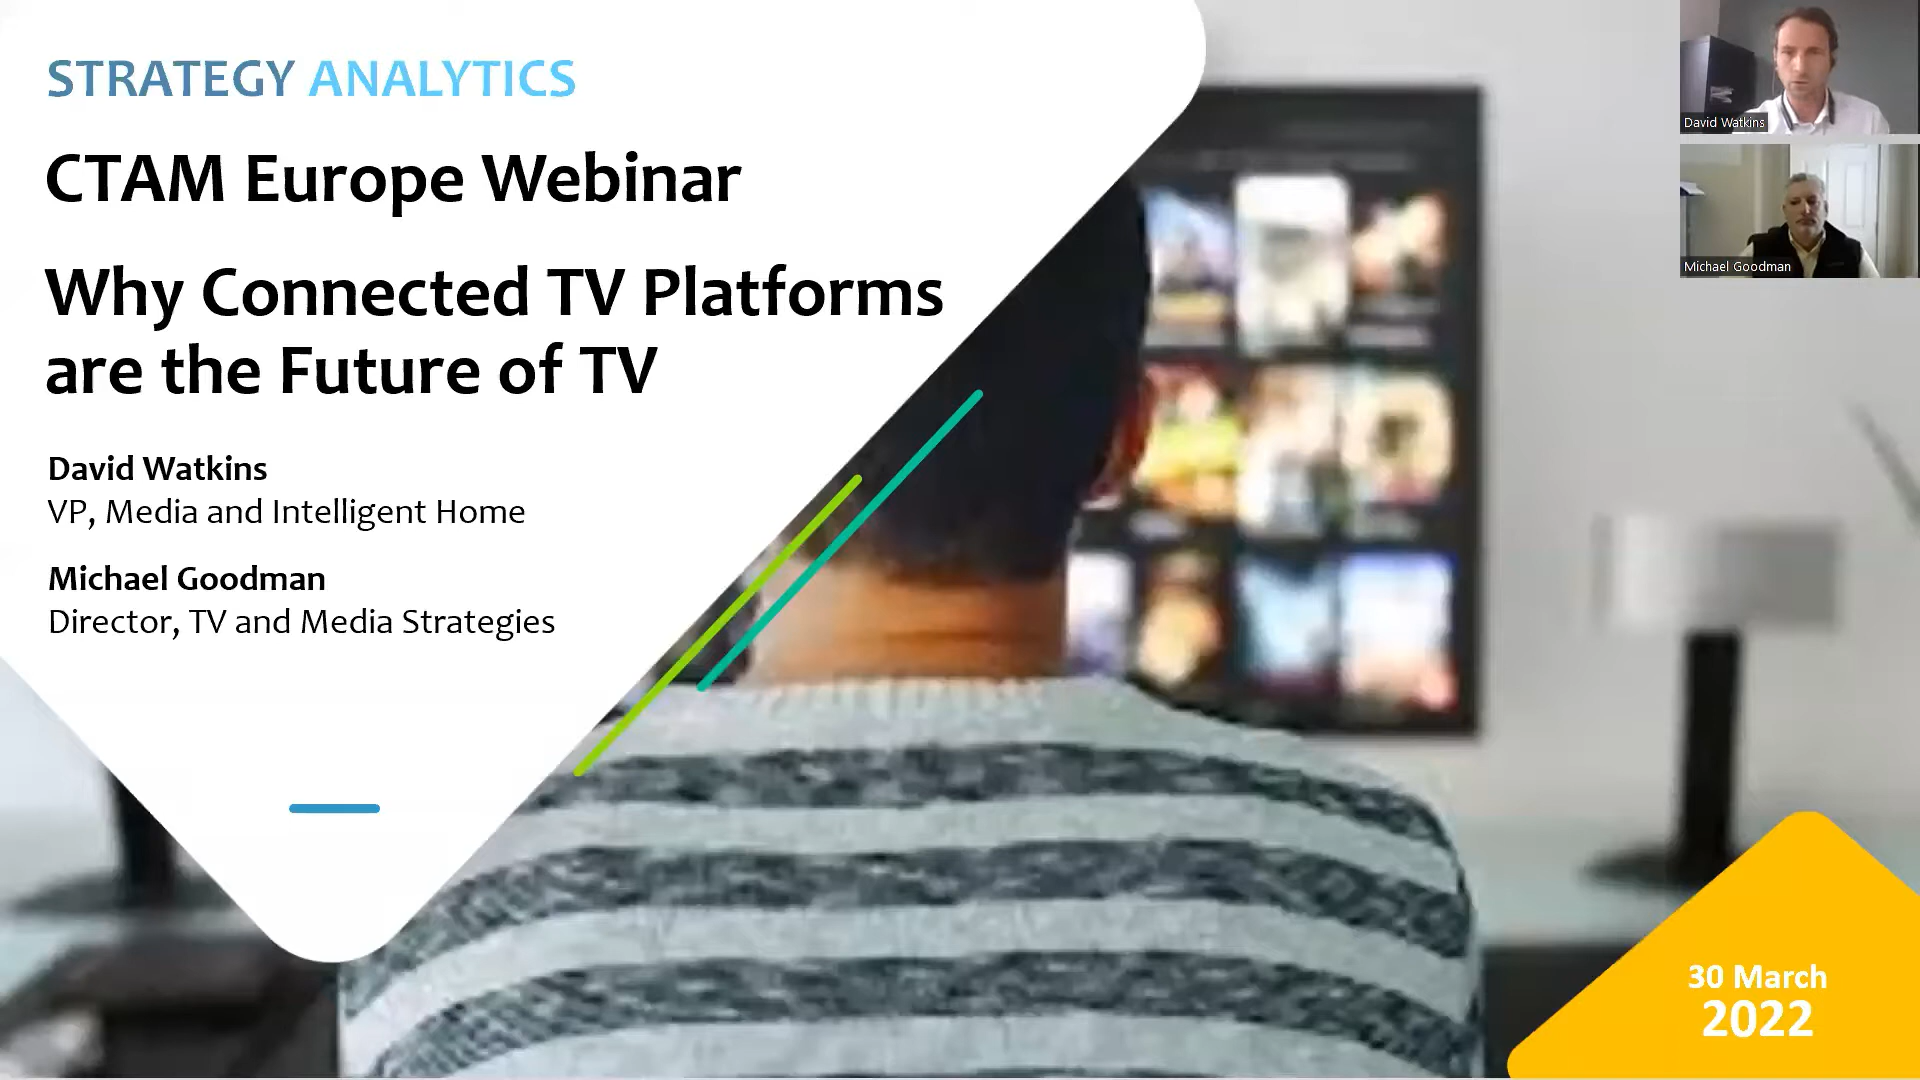 STRATEGY ANALYTICS
CTAM Europe Webinar
Why Connected TV Platforms
are the Future of TV
David Watkins
VP, Media and Intelligent Home
Michael Goodman
Director, TV and Media Strategies
David Watkins
Michael Goodman
30 March
2022